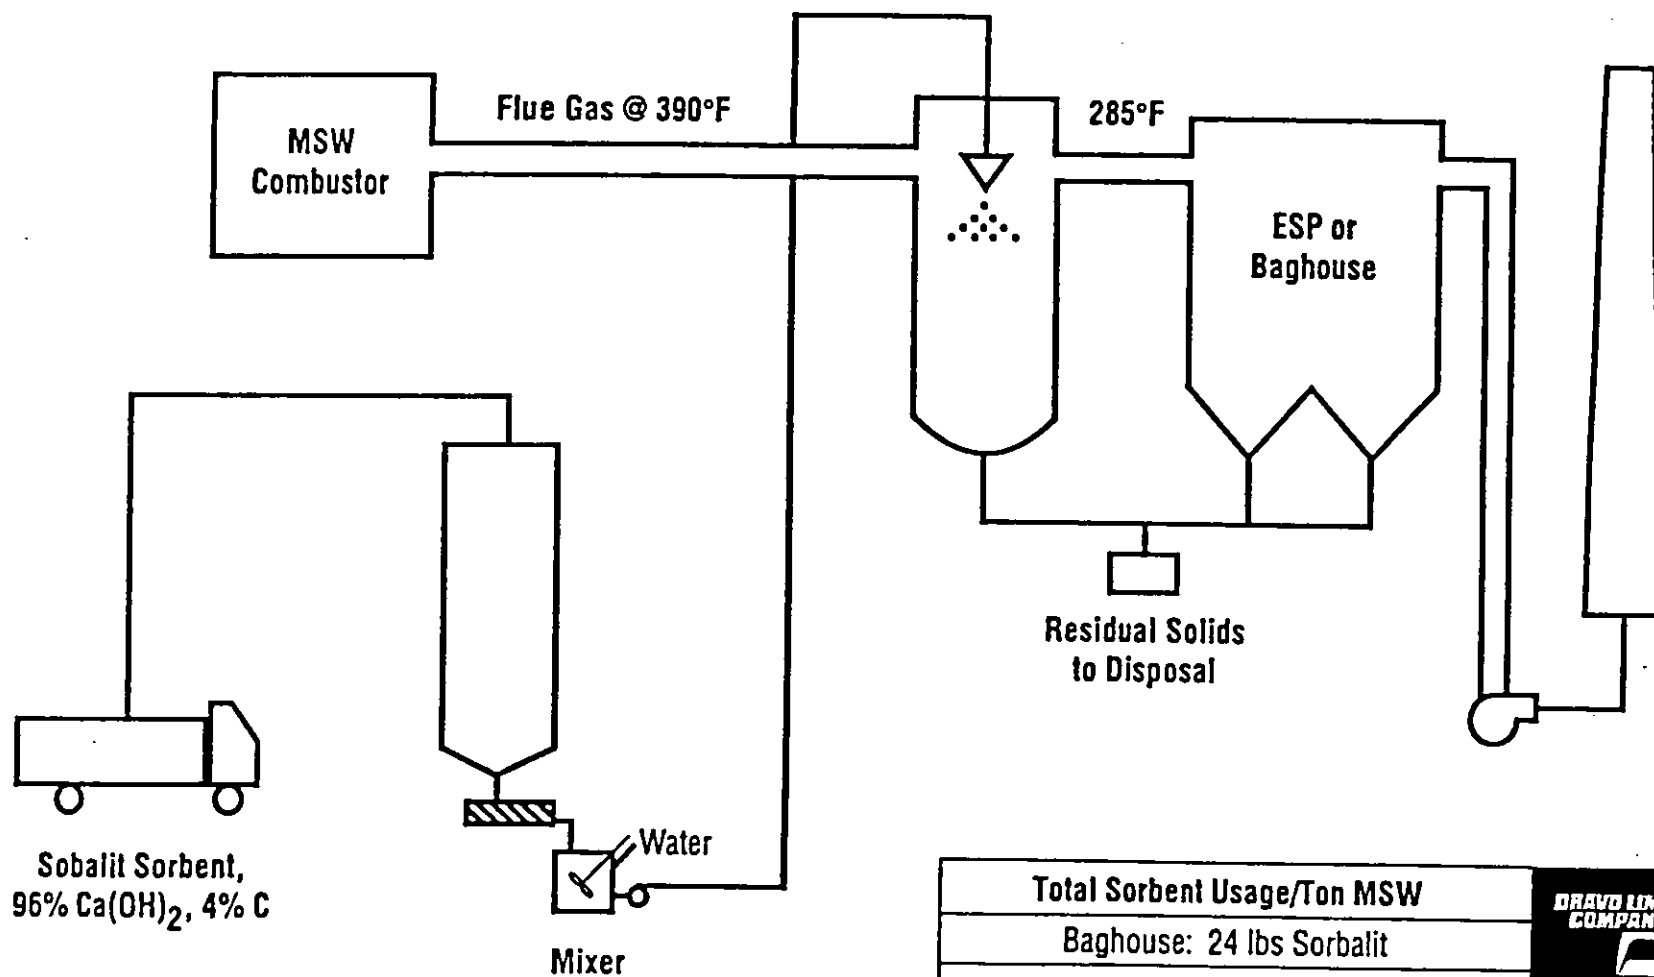 Flue Gas @ 390°F
285°F
MSW
Combustor
ESP or
Baghouse
Residual Solids
to Disposal
Water
Sobalit Sorbent,
96% Ca(OH)₂, 4% C
Mixer
Total Sorbent Usage/Ton MSW
Baghouse: 24 lbs Sorbalit
DRAVO